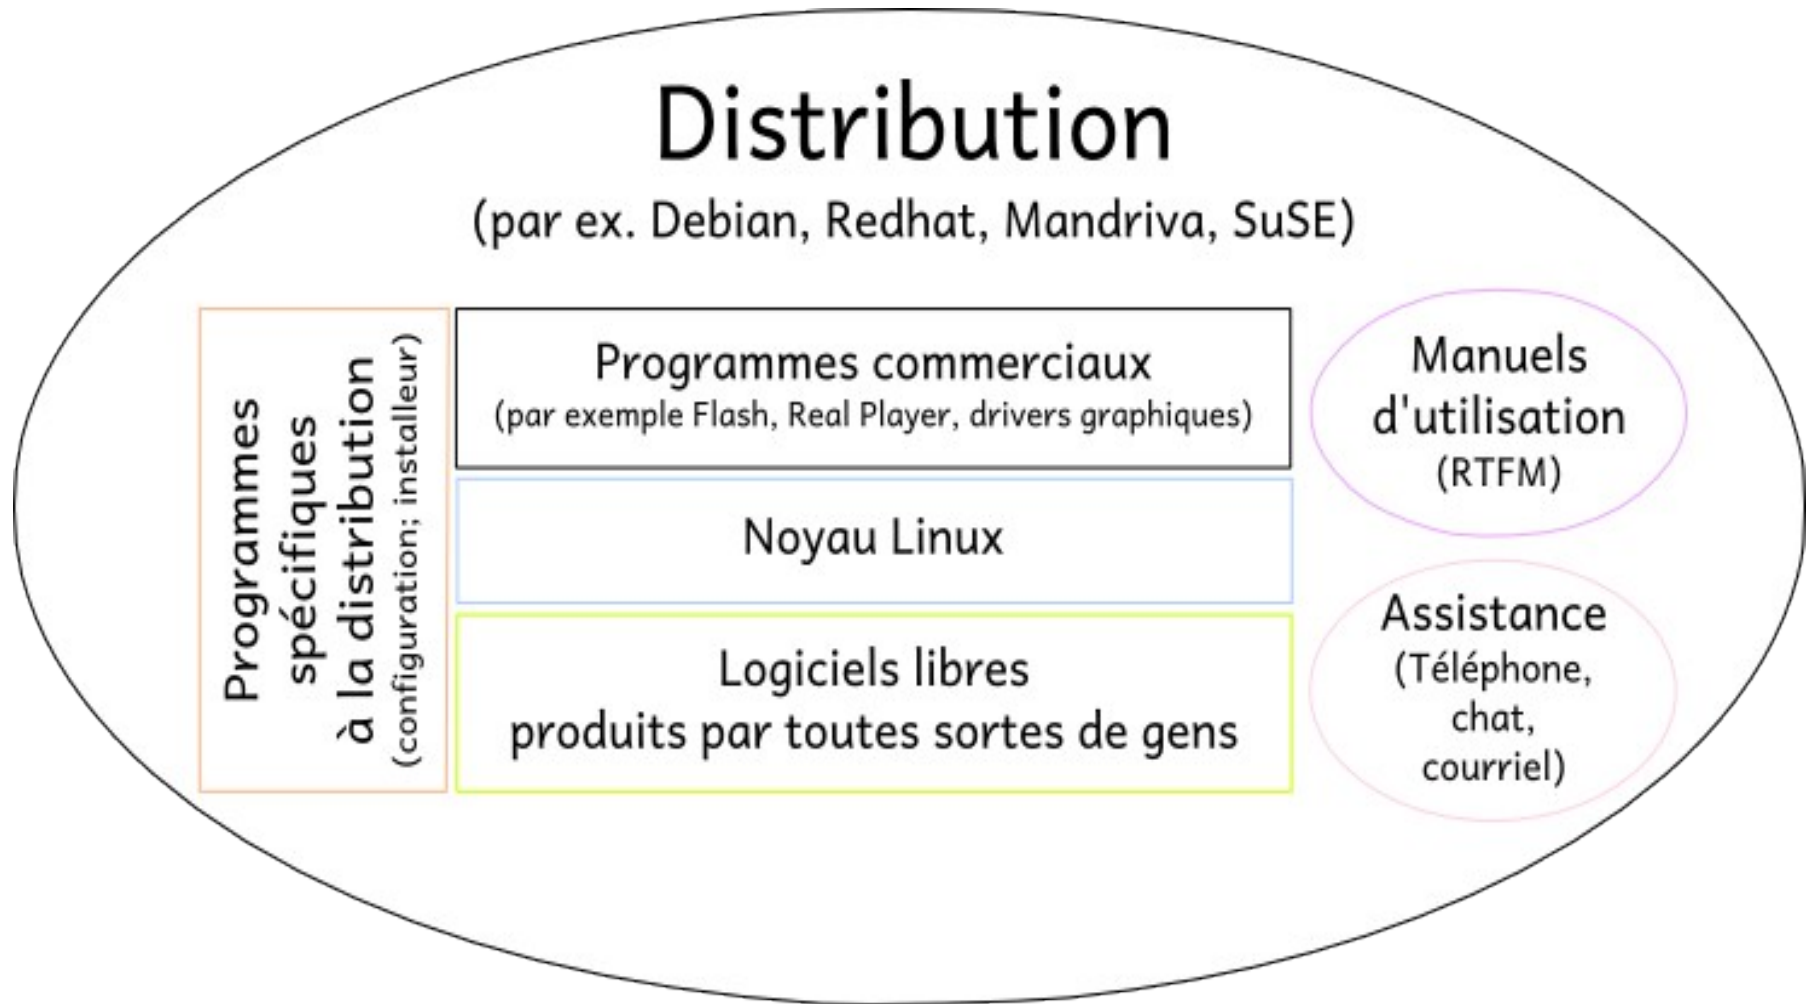 Distribution
(par ex. Debian, Redhat, Mandriva, SuSE)
Programmes
spécifiques
à la distribution
(configuration; installeur)
Programmes commerciaux
(par exemple Flash, Real Player, drivers graphiques)
Noyau Linux
Logiciels libres
produits par toutes sortes de gens
Manuels
d'utilisation
(RTFM)
Assistance
(Téléphone,
chat,
courriel)